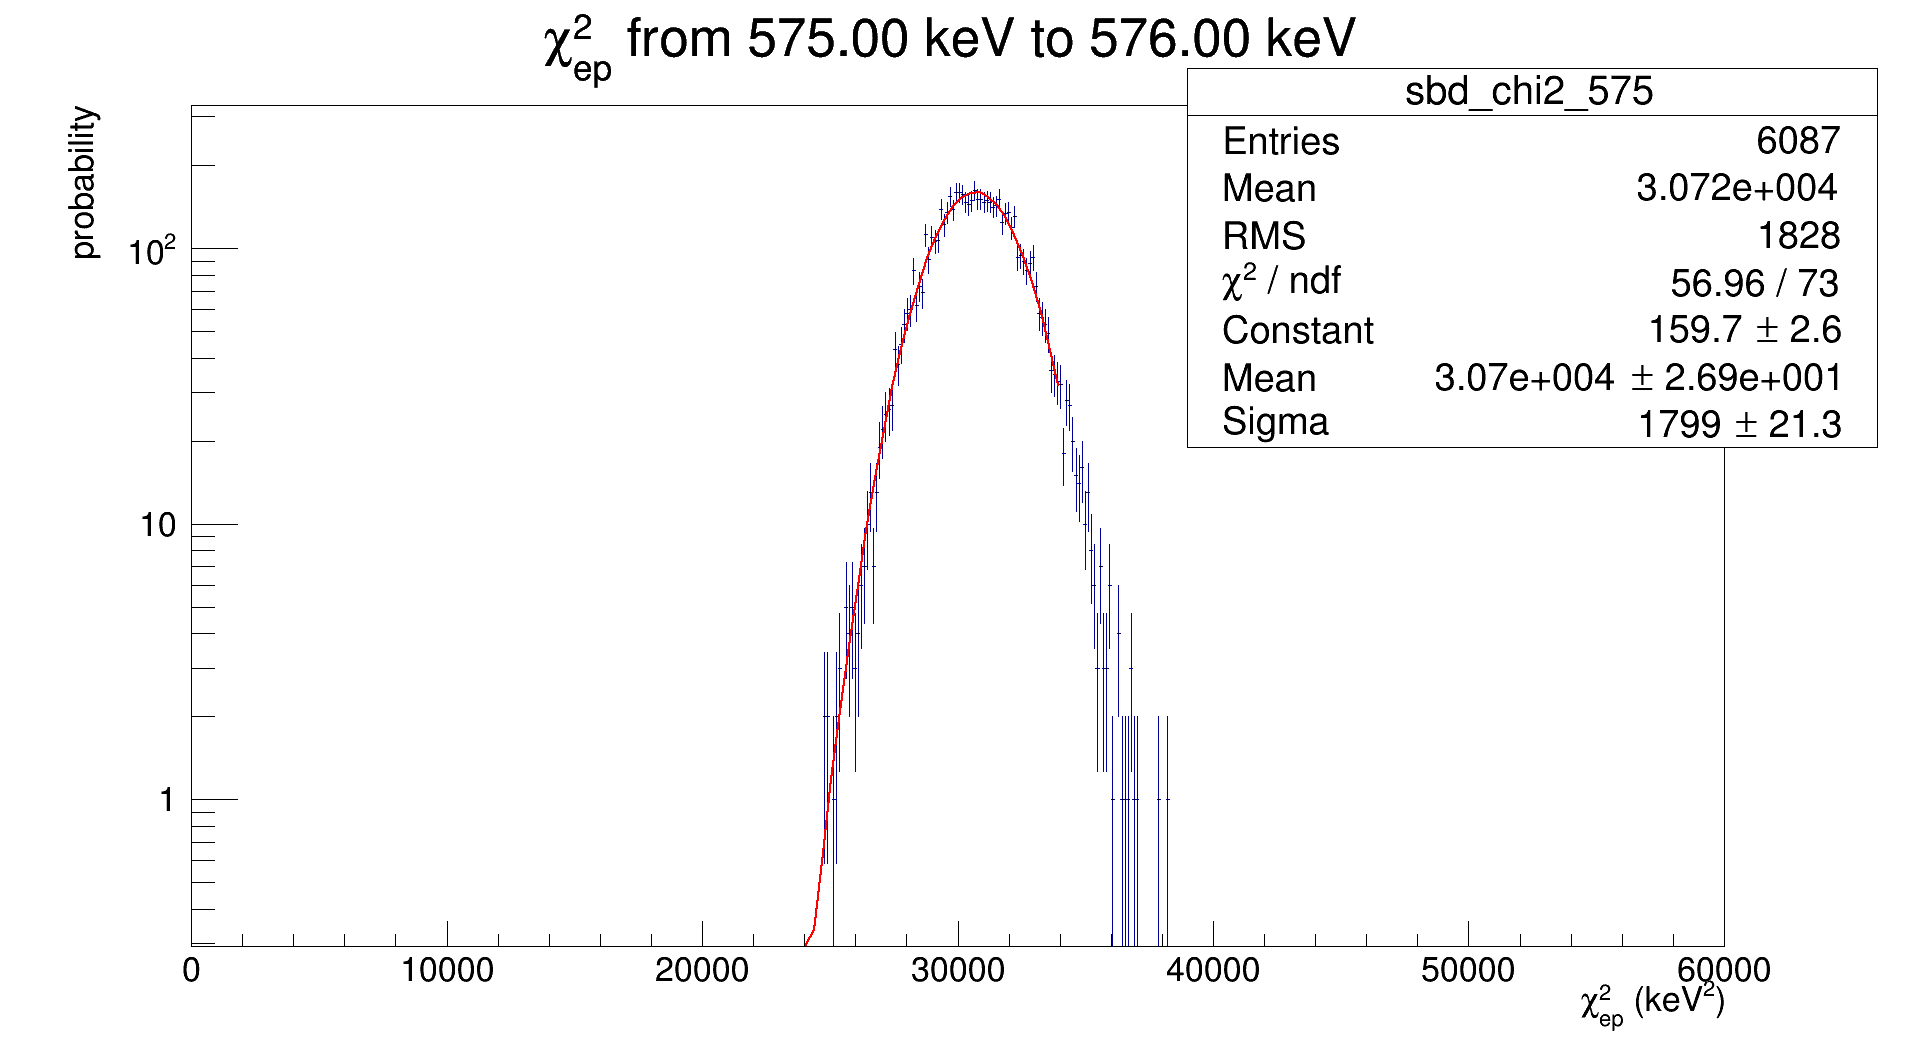 χ²ep from 575.00 keV to 576.00 keV
sbd_chi2_575
Entries 6087
Mean 3.072e+004
RMS 1828
χ² / ndf 56.96 / 73
Constant 159.7 ± 2.6
Mean 3.07e+004 ± 2.69e+001
Sigma 1799 ± 21.3
probability
10²
10
1
0 10000 20000 30000 40000 50000 60000
χ²ep (keV²)